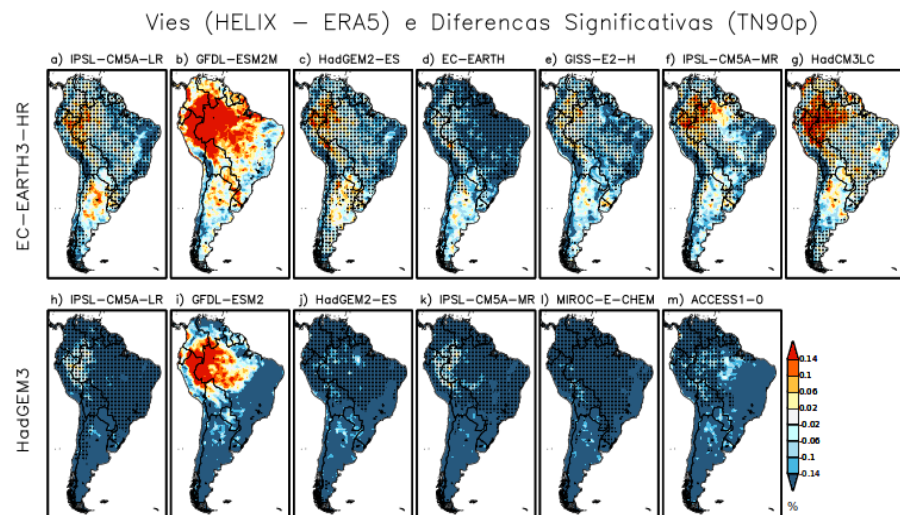 Vies (HELIX − ERA5) e Diferencas Significativas (TN90p)
a) IPSL−CM5A−LR b) GFDL−ESM2M c) HadGEM2−ES d) EC−EARTH e) GISS−E2−H f) IPSL−CM5A−MR g) HadCM3LC
EC−EARTH3−HR
h) IPSL−CM5A−LR i) GFDL−ESM2 j) HadGEM2−ES k) IPSL−CM5A−MR l) MIROC−E−CHEM m) ACCESS1−0
HadGEM3
0.14
0.1
0.06
0.02
-0.02
-0.06
-0.1
-0.14
%